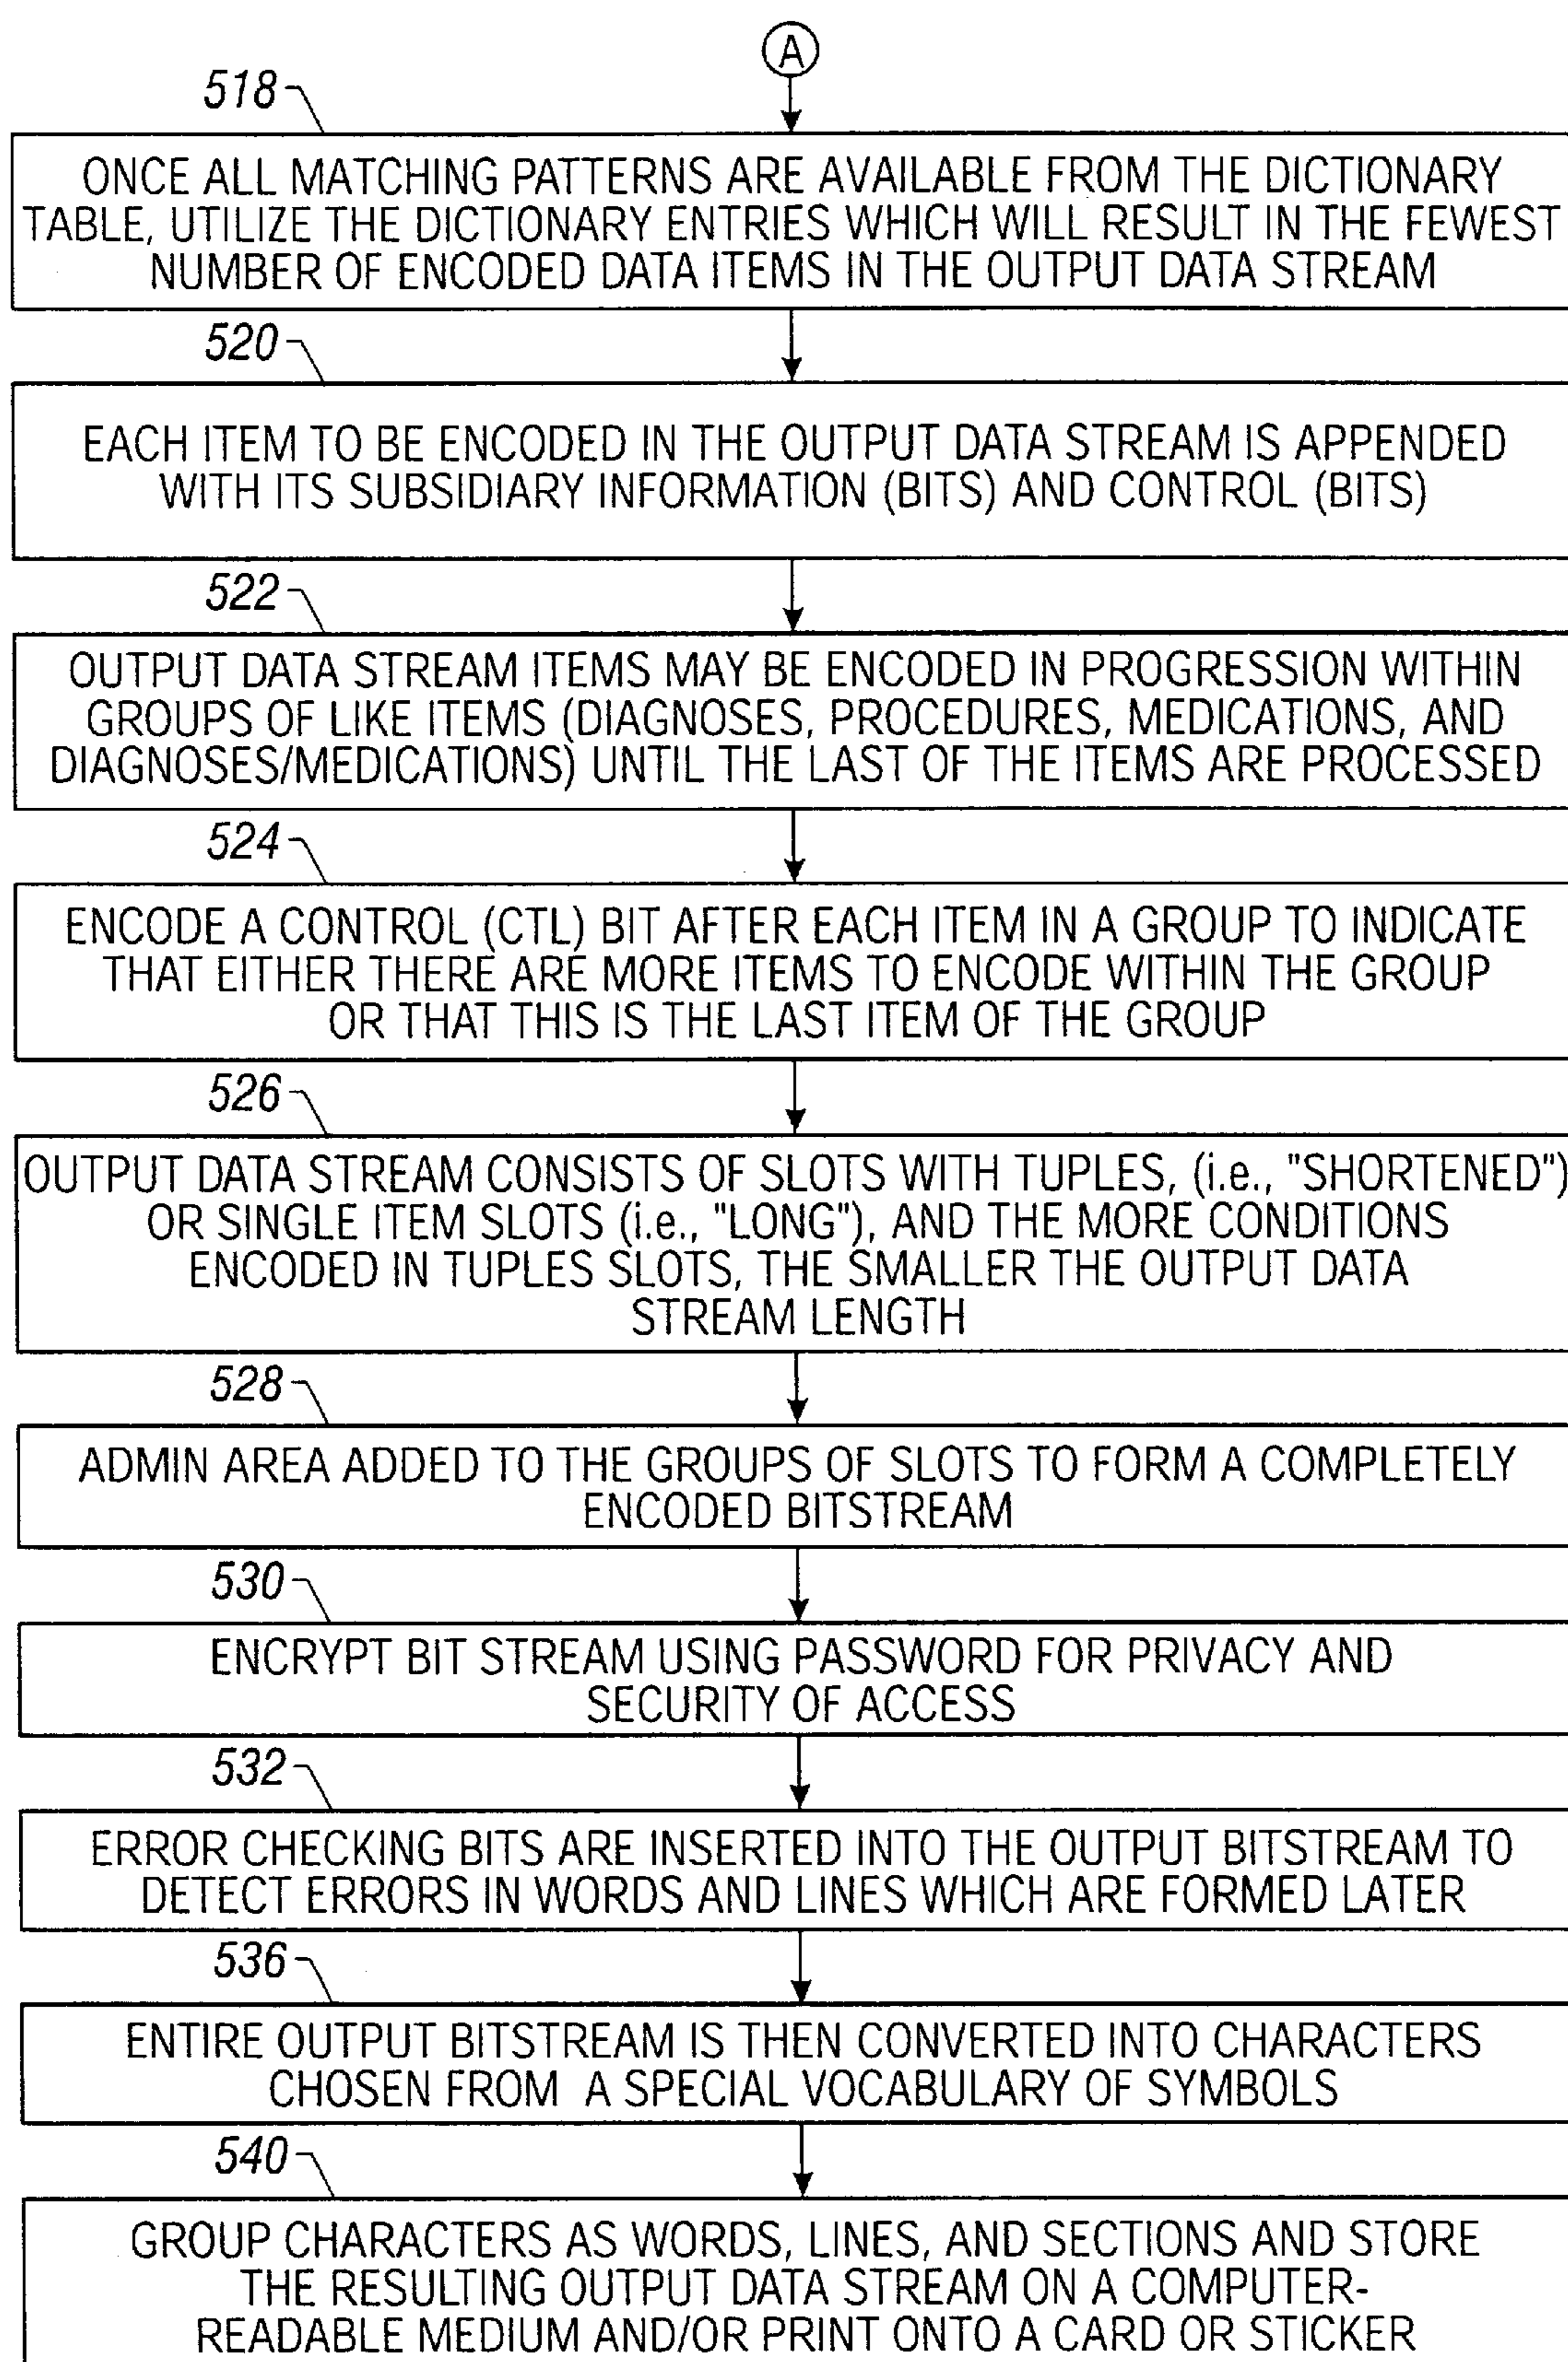 A
518
ONCE ALL MATCHING PATTERNS ARE AVAILABLE FROM THE DICTIONARY
TABLE, UTILIZE THE DICTIONARY ENTRIES WHICH WILL RESULT IN THE FEWEST
NUMBER OF ENCODED DATA ITEMS IN THE OUTPUT DATA STREAM
520
EACH ITEM TO BE ENCODED IN THE OUTPUT DATA STREAM IS APPENDED
WITH ITS SUBSIDIARY INFORMATION (BITS) AND CONTROL (BITS)
522
OUTPUT DATA STREAM ITEMS MAY BE ENCODED IN PROGRESSION WITHIN
GROUPS OF LIKE ITEMS (DIAGNOSES, PROCEDURES, MEDICATIONS, AND
DIAGNOSES/MEDICATIONS) UNTIL THE LAST OF THE ITEMS ARE PROCESSED
524
ENCODE A CONTROL (CTL) BIT AFTER EACH ITEM IN A GROUP TO INDICATE
THAT EITHER THERE ARE MORE ITEMS TO ENCODE WITHIN THE GROUP
OR THAT THIS IS THE LAST ITEM OF THE GROUP
526
OUTPUT DATA STREAM CONSISTS OF SLOTS WITH TUPLES, (i.e., "SHORTENED")
OR SINGLE ITEM SLOTS (i.e., "LONG"), AND THE MORE CONDITIONS
ENCODED IN TUPLES SLOTS, THE SMALLER THE OUTPUT DATA
STREAM LENGTH
528
ADMIN AREA ADDED TO THE GROUPS OF SLOTS TO FORM A COMPLETELY
ENCODED BITSTREAM
530
ENCRYPT BIT STREAM USING PASSWORD FOR PRIVACY AND
SECURITY OF ACCESS
532
ERROR CHECKING BITS ARE INSERTED INTO THE OUTPUT BITSTREAM TO
DETECT ERRORS IN WORDS AND LINES WHICH ARE FORMED LATER
536
ENTIRE OUTPUT BITSTREAM IS THEN CONVERTED INTO CHARACTERS
CHOSEN FROM A SPECIAL VOCABULARY OF SYMBOLS
540
GROUP CHARACTERS AS WORDS, LINES, AND SECTIONS AND STORE
THE RESULTING OUTPUT DATA STREAM ON A COMPUTER-
READABLE MEDIUM AND/OR PRINT ONTO A CARD OR STICKER